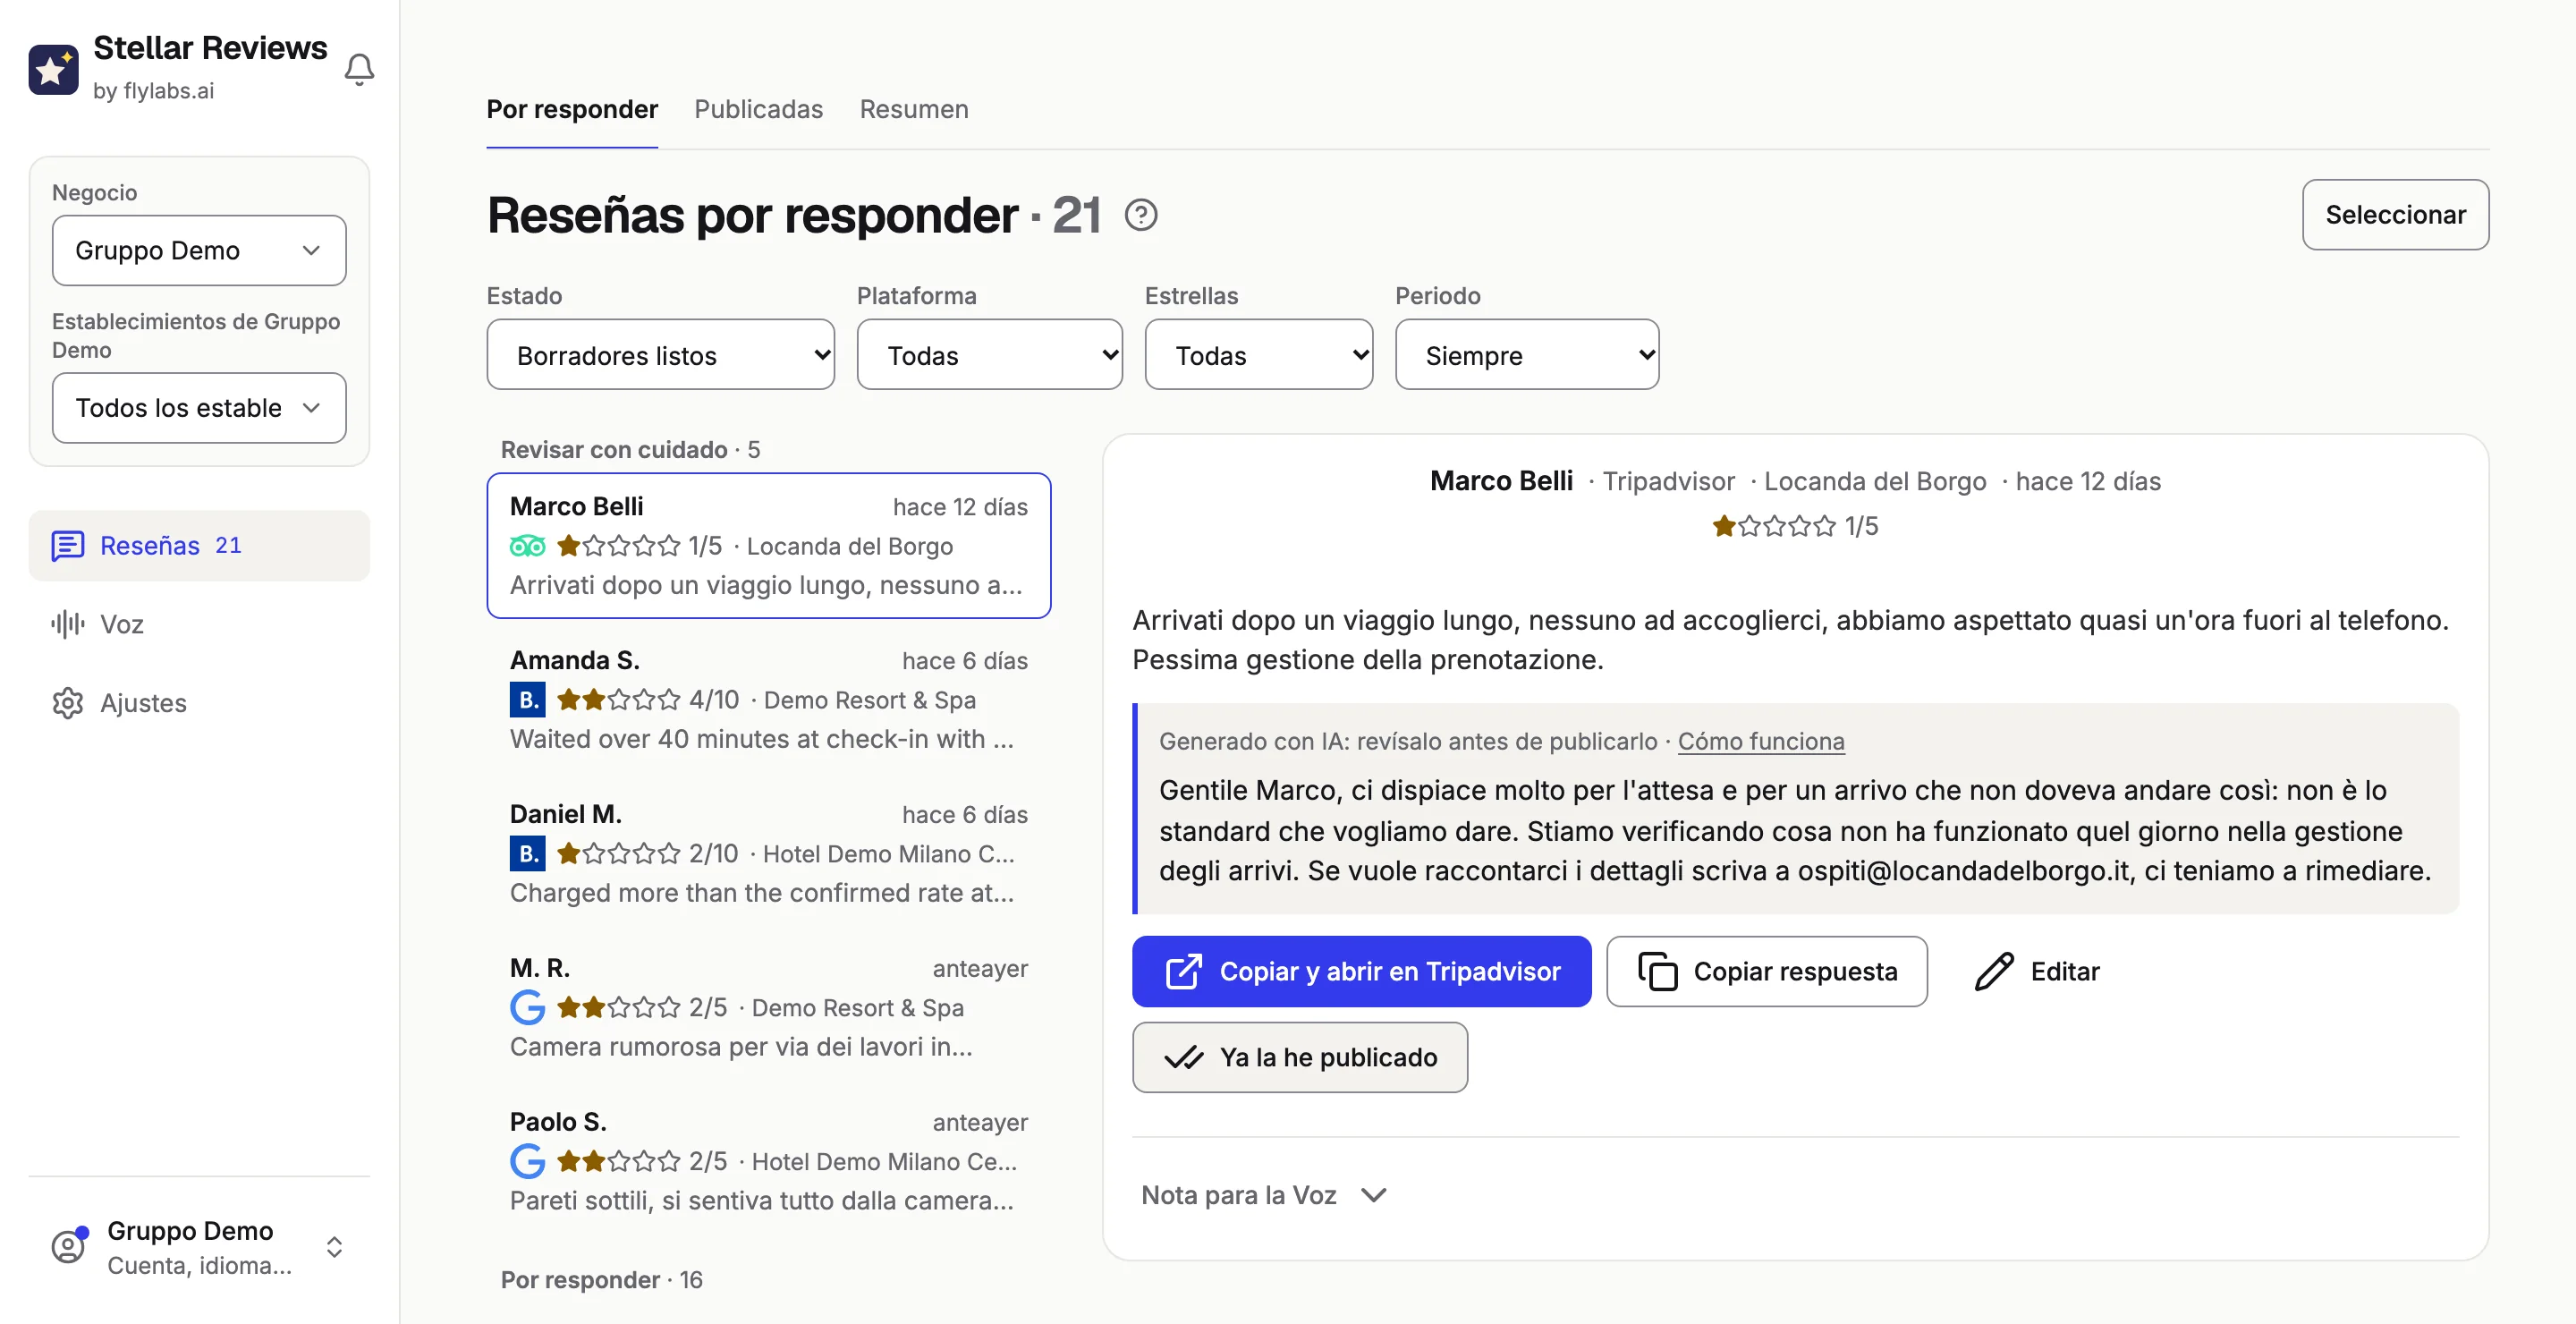 Stellar Reviews
by flylabs.ai
Negocio
Gruppo Demo
Establecimientos de Gruppo
Demo
Todos los estable
Reseñas 21
Voz
Ajustes
Gruppo Demo
Cuenta, idioma...
Por responder Publicadas Resumen
Reseñas por responder · 21
Seleccionar
Estado Plataforma Estrellas Periodo
Borradores listos Todas Todas Siempre
Revisar con cuidado · 5
Marco Belli hace 12 días
1/5 · Locanda del Borgo
Arrivati dopo un viaggio lungo, nessuno a...
Amanda S. hace 6 días
B. 4/10 · Demo Resort & Spa
Waited over 40 minutes at check-in with ...
Daniel M. hace 6 días
B. 2/10 · Hotel Demo Milano C...
Charged more than the confirmed rate at...
M. R. anteayer
G 2/5 · Demo Resort & Spa
Camera rumorosa per via dei lavori in...
Paolo S. anteayer
G 2/5 · Hotel Demo Milano Ce...
Pareti sottili, si sentiva tutto dalla camera...
Por responder · 16
Marco Belli · Tripadvisor · Locanda del Borgo · hace 12 días
1/5
Arrivati dopo un viaggio lungo, nessuno ad accoglierci, abbiamo aspettato quasi un'ora fuori al telefono.
Pessima gestione della prenotazione.
Generado con IA: revísalo antes de publicarlo · Cómo funciona
Gentile Marco, ci dispiace molto per l'attesa e per un arrivo che non doveva andare così: non è lo
standard che vogliamo dare. Stiamo verificando cosa non ha funzionato quel giorno nella gestione
degli arrivi. Se vuole raccontarci i dettagli scriva a ospiti@locandadelborgo.it, ci teniamo a rimediare.
Copiar y abrir en Tripadvisor Copiar respuesta Editar
Ya la he publicado
Nota para la Voz